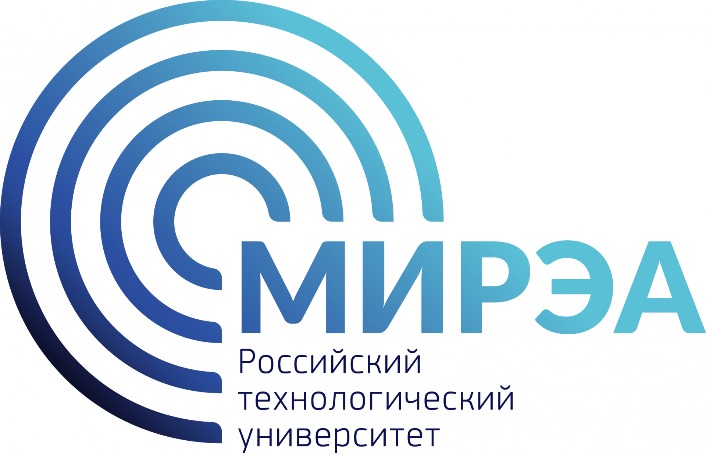 МИРЭА
Российский
технологический
университет